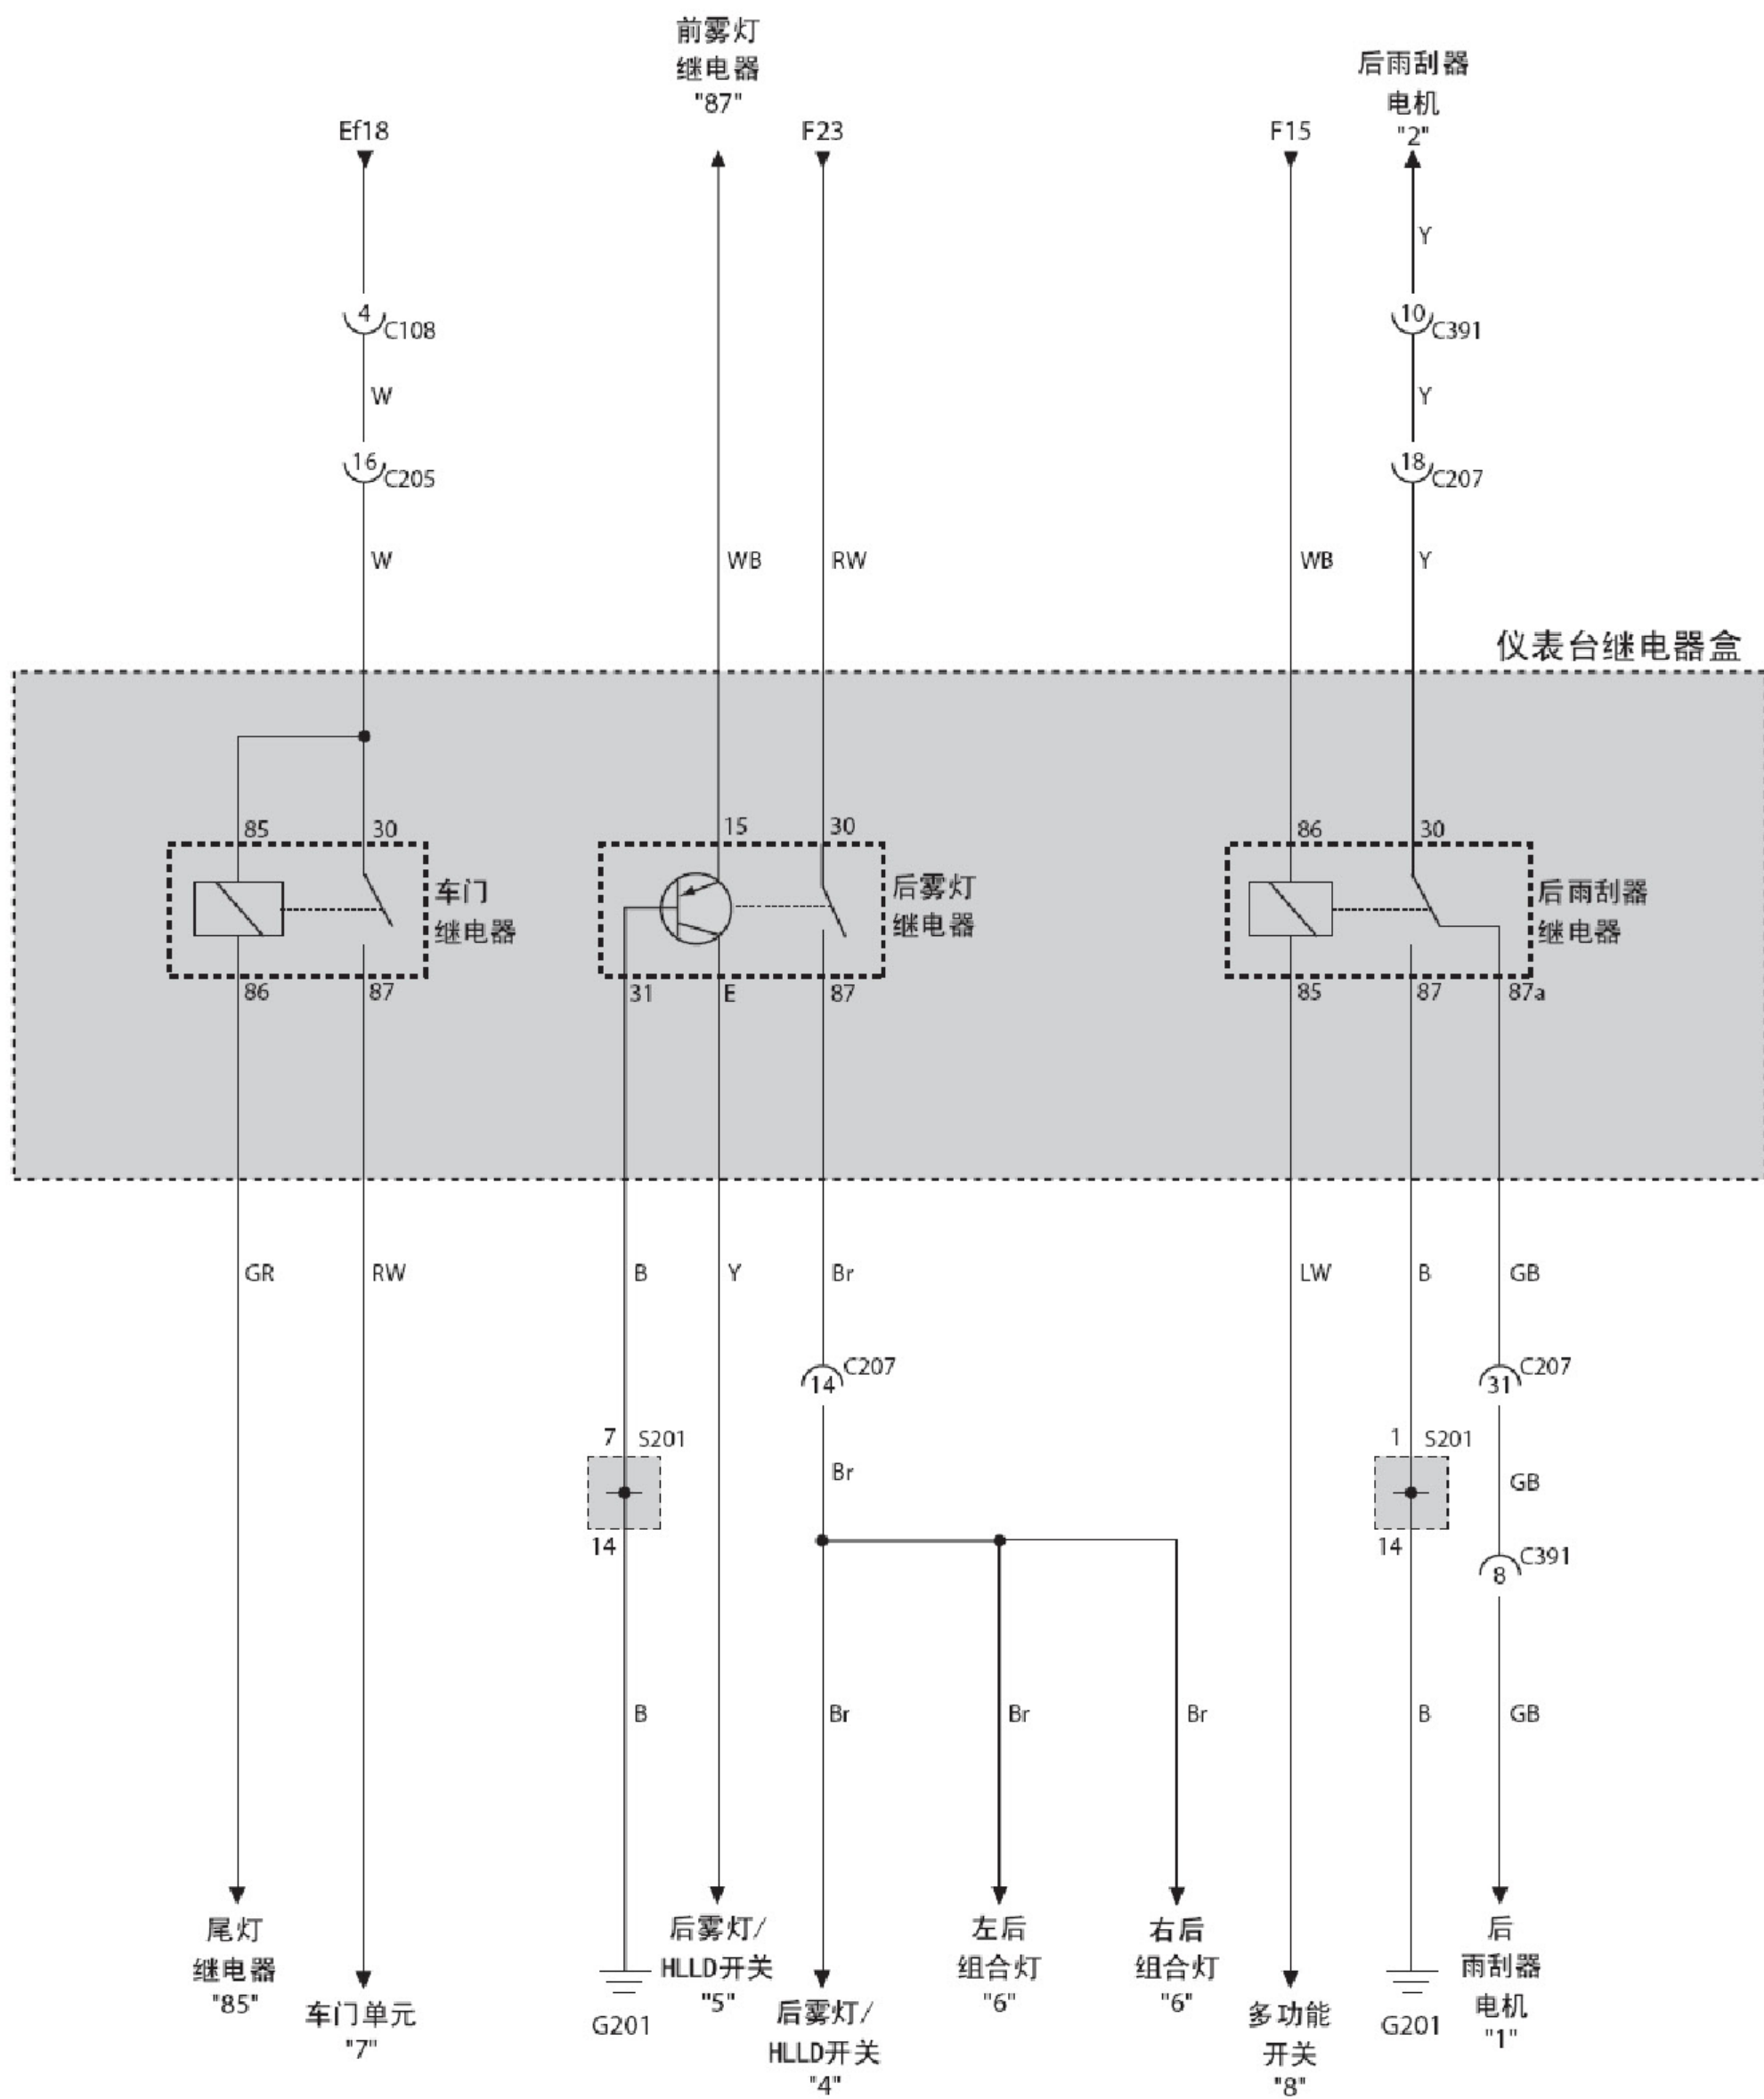 前雾灯
继电器
"87"
后雨刮器
电机
"2"
Ef18
F23
F15
Y
4
C108
10
C391
W
Y
16
C205
18
C207
W
WB
RW
WB
Y
仪表台继电器盒
85
30
15
30
86
30
车门
继电器
后雾灯
继电器
后雨刮器
继电器
86
87
31
E
87
85
87
87a
GR
RW
B
Y
Br
LW
B
GB
C207
14
C207
31
7
S201
1
S201
Br
GB
14
14
C391
8
B
Br
Br
Br
B
GB
尾灯
继电器
"85"
车门单元
"7"
G201
后雾灯/
HLLD开关
"5"
后雾灯/
HLLD开关
"4"
左后
组合灯
"6"
右后
组合灯
"6"
多功能
开关
"8"
G201
后
雨刮器
电机
"1"